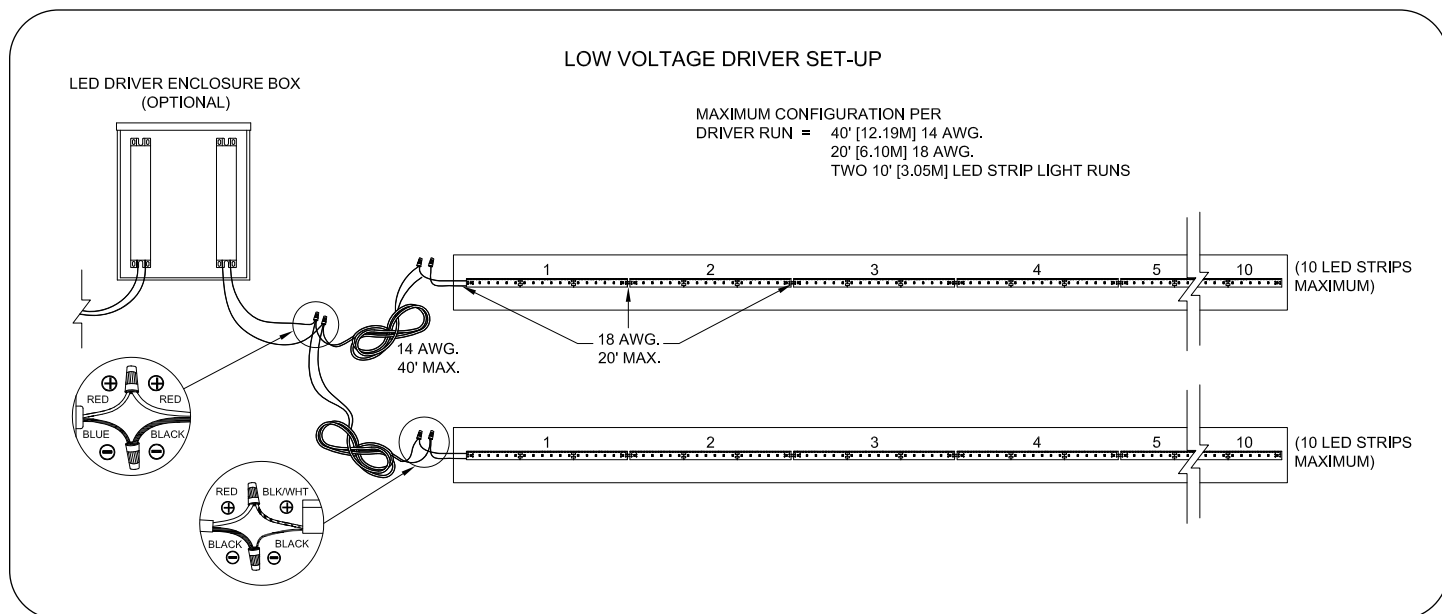 LOW VOLTAGE DRIVER SET-UP
LED DRIVER ENCLOSURE BOX
(OPTIONAL)
MAXIMUM CONFIGURATION PER
DRIVER RUN = 40' [12.19M] 14 AWG.
20' [6.10M] 18 AWG.
TWO 10' [3.05M] LED STRIP LIGHT RUNS
1 2 3 4 5 10
(10 LED STRIPS
MAXIMUM)
14 AWG.
40' MAX.
18 AWG.
20' MAX.
+ +
RED RED
BLUE BLACK
- -
1 2 3 4 5 10
(10 LED STRIPS
MAXIMUM)
RED BLK/WHT
+ +
BLACK BLACK
- -